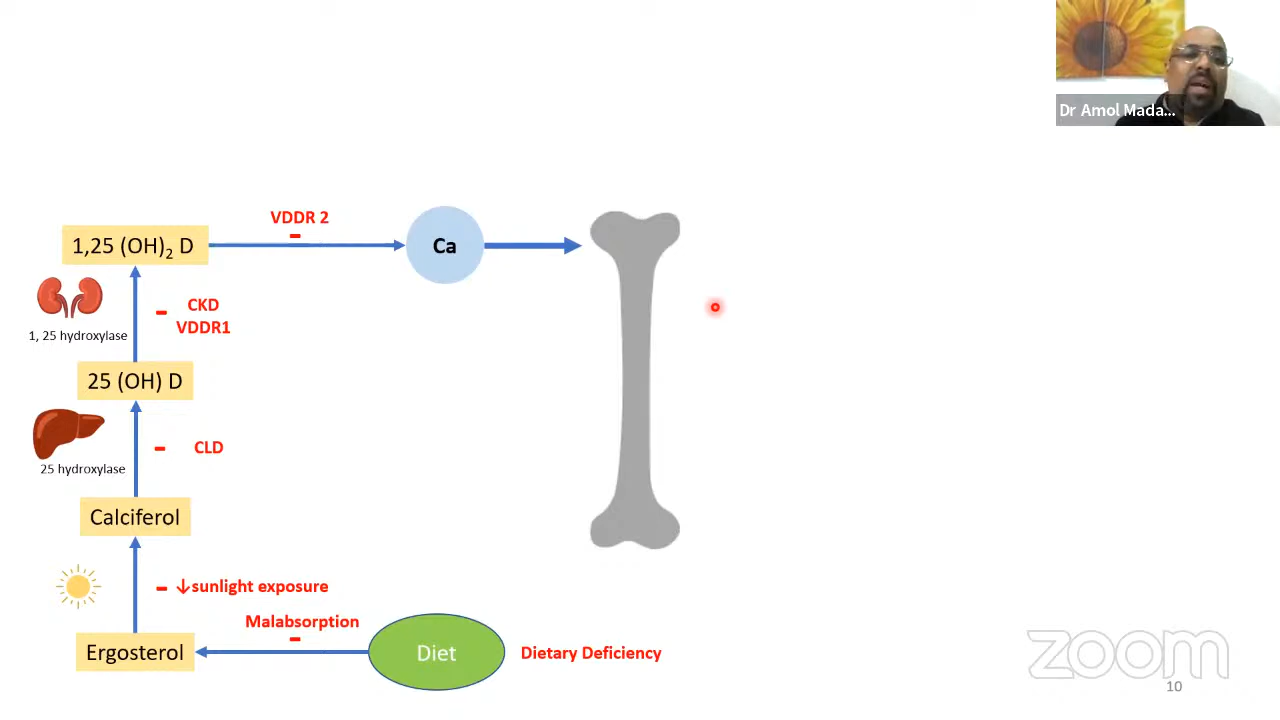 Dr Amol Mada...
VDDR 2
1,25 (OH)2 D
Ca
CKD
VDDR1
1, 25 hydroxylase
25 (OH) D
CLD
25 hydroxylase
Calciferol
↓sunlight exposure
Malabsorption
Ergosterol
Diet
Dietary Deficiency
zoom
10